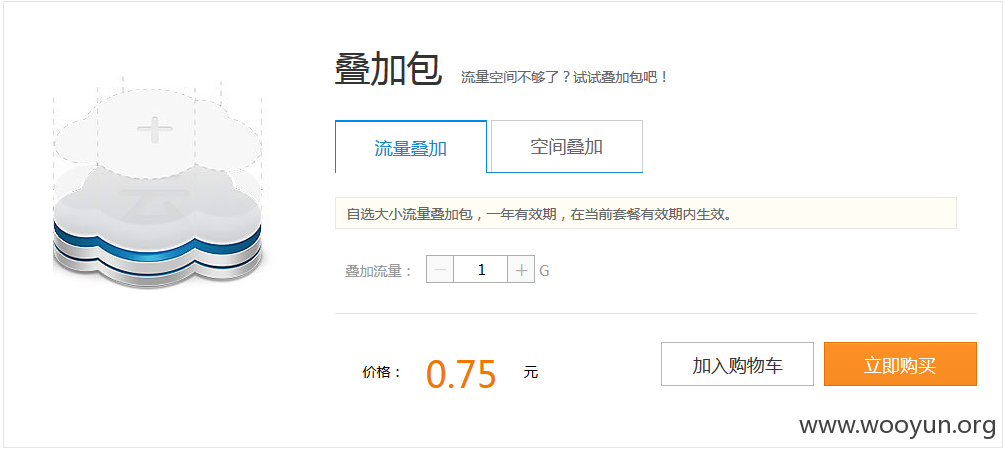 叠加包 流量空间不够了？试试叠加包吧！
流量叠加 空间叠加
自选大小流量叠加包，一年有效期，在当前套餐有效期内生效。
叠加流量： － 1 ＋ G
价格： 0.75 元 加入购物车 立即购买
www.wooyun.org